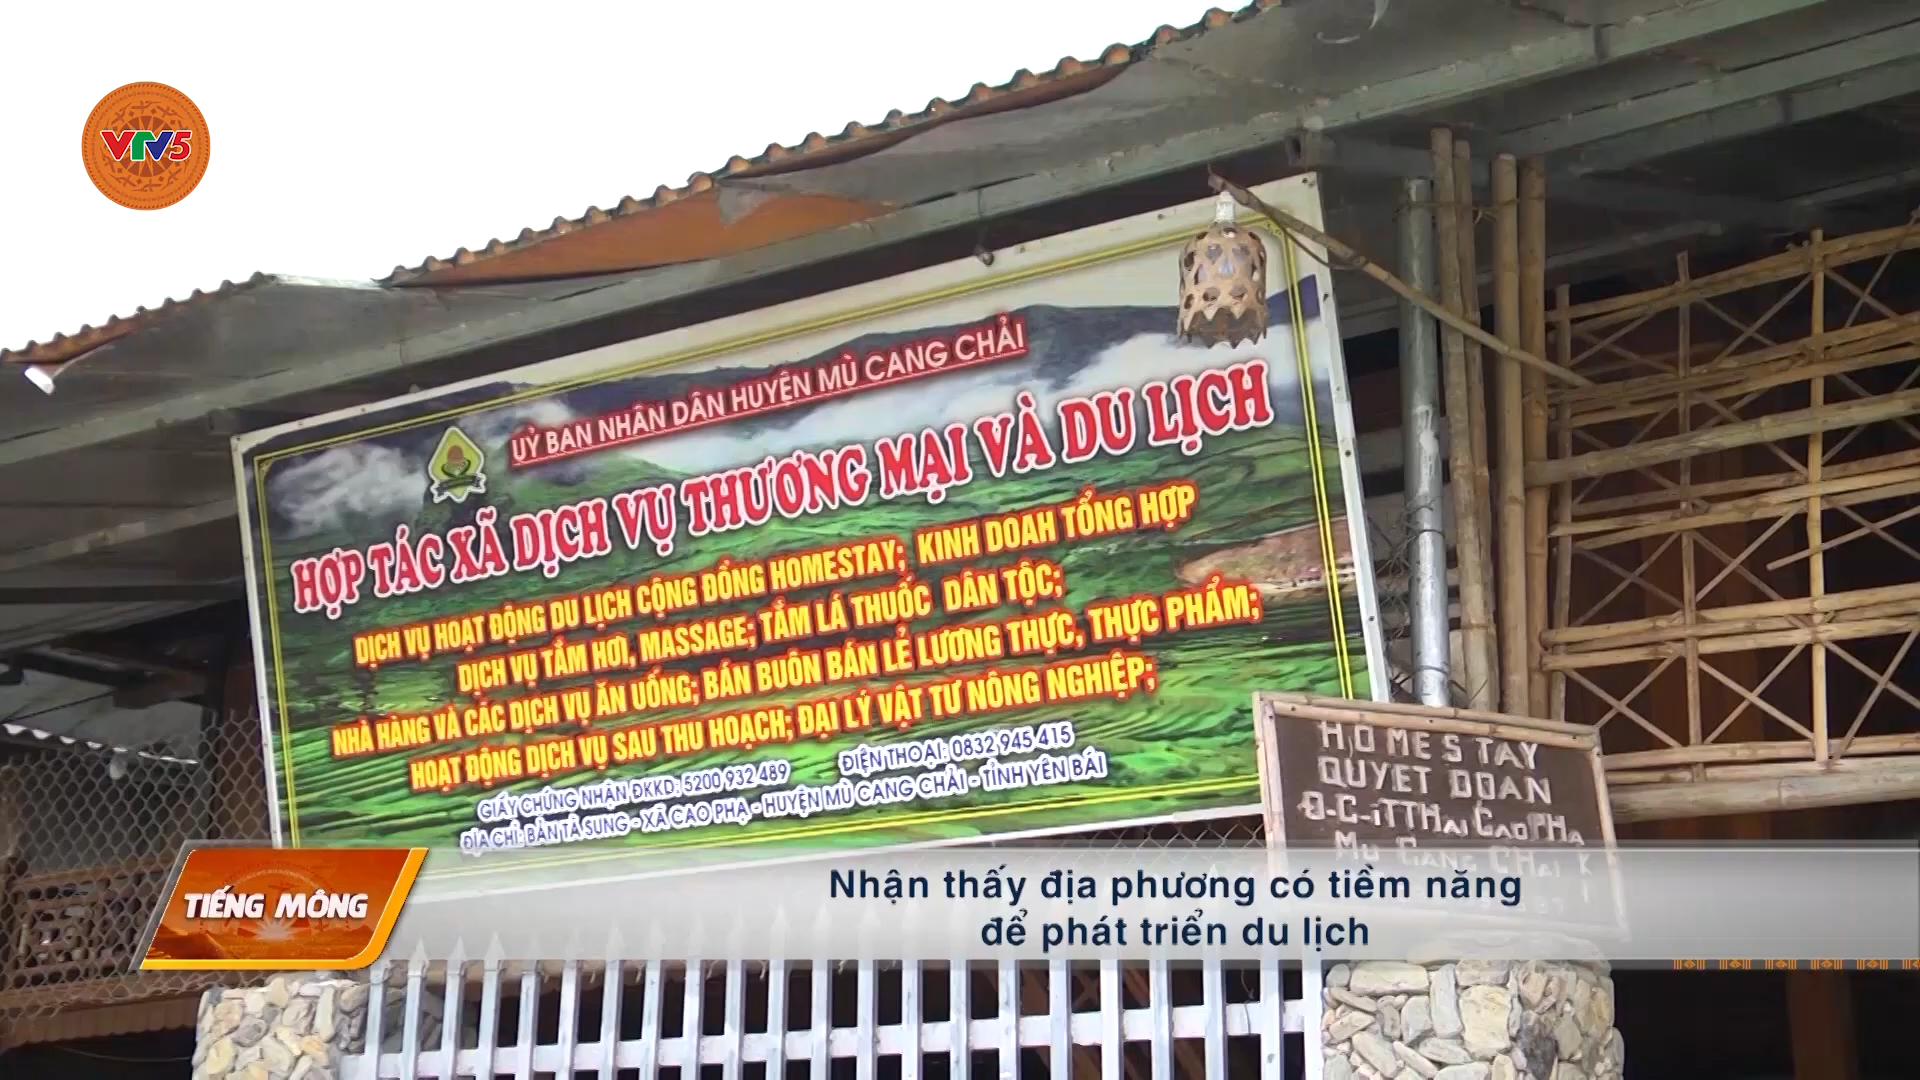 VTV5
UỶ BAN NHÂN DÂN HUYỆN MÙ CANG CHẢI
HỢP TÁC XÃ DỊCH VỤ THƯƠNG MẠI VÀ DU LỊCH
DỊCH VỤ HOẠT ĐỘNG DU LỊCH CỘNG ĐỒNG HOMESTAY; KINH DOAH TỔNG HỢP
DỊCH VỤ TẮM HƠI, MASSAGE; TẮM LÁ THUỐC DÂN TỘC;
NHÀ HÀNG VÀ CÁC DỊCH VỤ ĂN UỐNG; BÁN BUÔN BÁN LẺ LƯƠNG THỰC, THỰC PHẨM;
HOẠT ĐỘNG DỊCH VỤ SAU THU HOẠCH; ĐẠI LÝ VẬT TƯ NÔNG NGHIỆP;
GIẤY CHỨNG NHẬN ĐKKD: 5200 932 489 ĐIỆN THOẠI: 0832 945 415
ĐỊA CHỈ: BẢN TÀ SUNG - XÃ CAO PHẠ - HUYỆN MÙ CANG CHẢI - TỈNH YÊN BÁI
HOMESTAY
QUYET DOAN
Đ-C-iTTHAi CAOPHA
MU CANG CHAI
TIẾNG MÔNG
Nhận thấy địa phương có tiềm năng
để phát triển du lịch